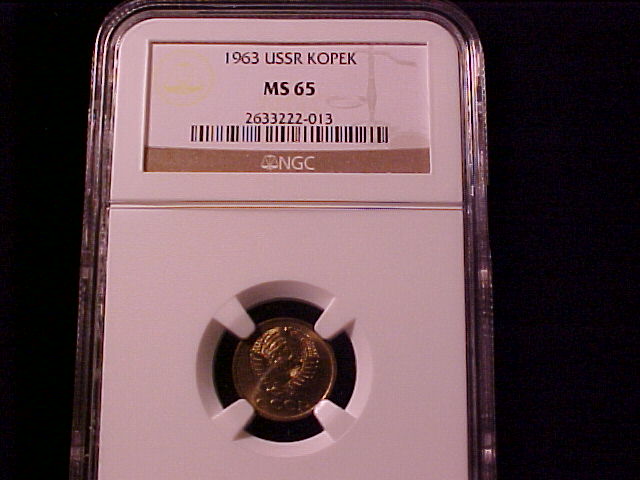 1963 USSR KOPEK
MS 65
2633222-013
NGC